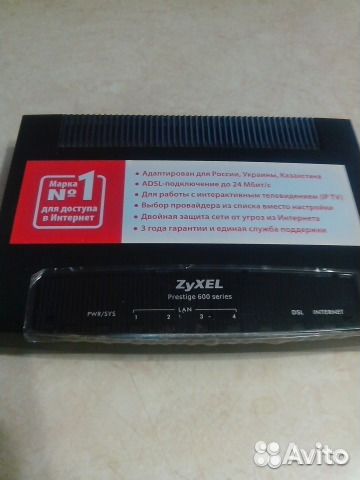 Марка
№1
для доступа
в Интернет
• Адаптирован для России, Украины, Казахстана
• ADSL-подключение до 24 Мбит/с
• Для работы с интерактивным телевидением (IP TV)
• Выбор провайдера из списка вместо настройки
• Двойная защита сети от угроз из Интернета
• 3 года гарантии и единая служба поддержки
ZyXEL
Prestige 600 series
PWR/SYS
LAN
1 2 3 4
DSL INTERNET
Avito